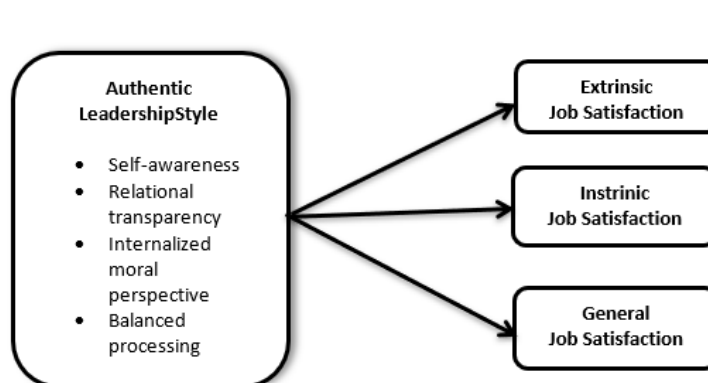 Authentic
LeadershipStyle
• Self-awareness
• Relational
transparency
• Internalized
moral
perspective
• Balanced
processing
Extrinsic
Job Satisfaction
Instrinic
Job Satisfaction
General
Job Satisfaction